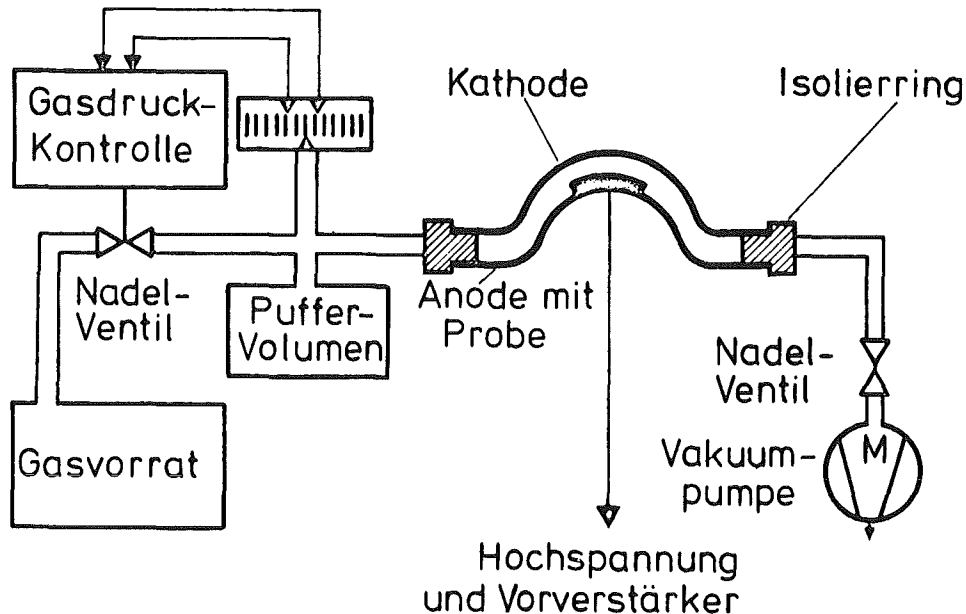 Gasdruck-
Kontrolle
Kathode
Isolierring
Nadel-
Ventil
Puffer-
Volumen
Anode mit
Probe
Nadel-
Ventil
Gasvorrat
Vakuum-
pumpe
M
Hochspannung
und Vorverstärker